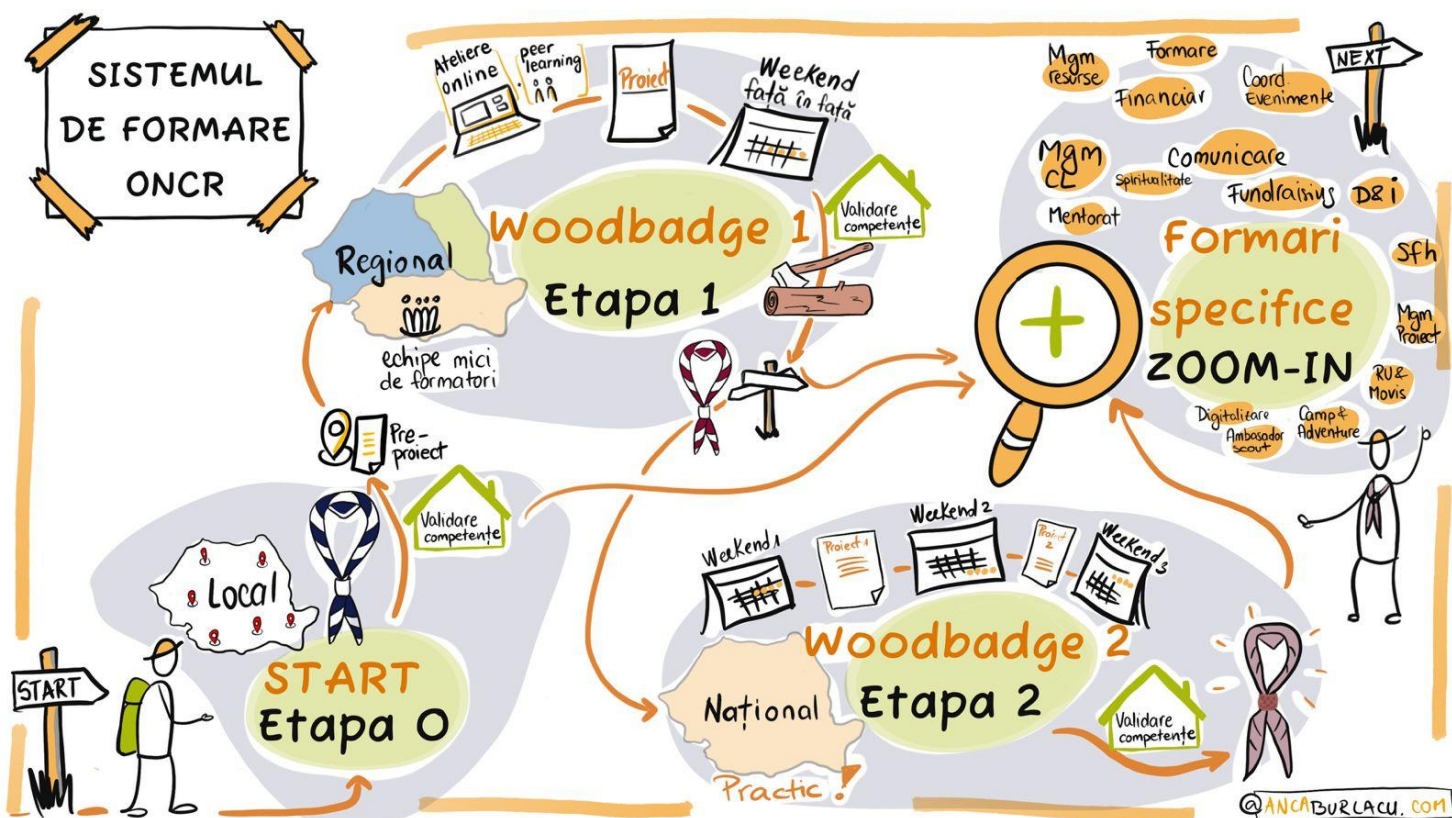 SISTEMUL
DE FORMARE
ONCR
START
Local
START
Etapa 0
Validare
competențe
Pre-
proiect
Regional
echipe mici
de formatori
Ateliere
online
peer
learning
Proiect
Weekend
față în față
Woodbadge 1
Etapa 1
Validare
competențe
Național
Practic!
Weekend 1
Proiect 1
Weekend 2
Proiect
2
Weekend 3
Woodbadge 2
Etapa 2
Validare
competențe
Formari
specifice
ZOOM-IN
Mgm
resurse
Formare
Financiar
Coord.
Evenimente
Mgm
CL
Comunicare
Spiritualitate
Fundraisius
D&i
Mentorat
Sfh
Mgm
Proiect
RU&
Movis
Digitalizare
Ambasador
scout
Camp &
Adventure
NEXT
@ANCABURLACU.COM